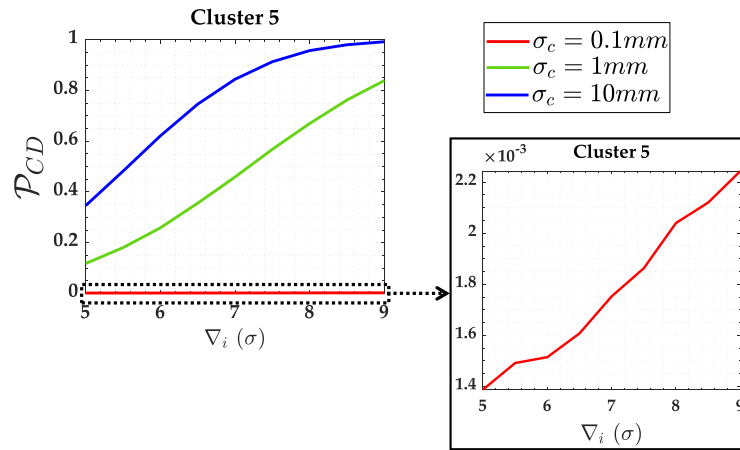 Cluster 5
1
0.8
0.6
0.4
0.2
0
5 6 7 8 9
𝒫_CD
∇_i (σ)
σ_c = 0.1mm
σ_c = 1mm
σ_c = 10mm
×10^-3
Cluster 5
2.2
2
1.8
1.6
1.4
5 6 7 8 9
∇_i (σ)